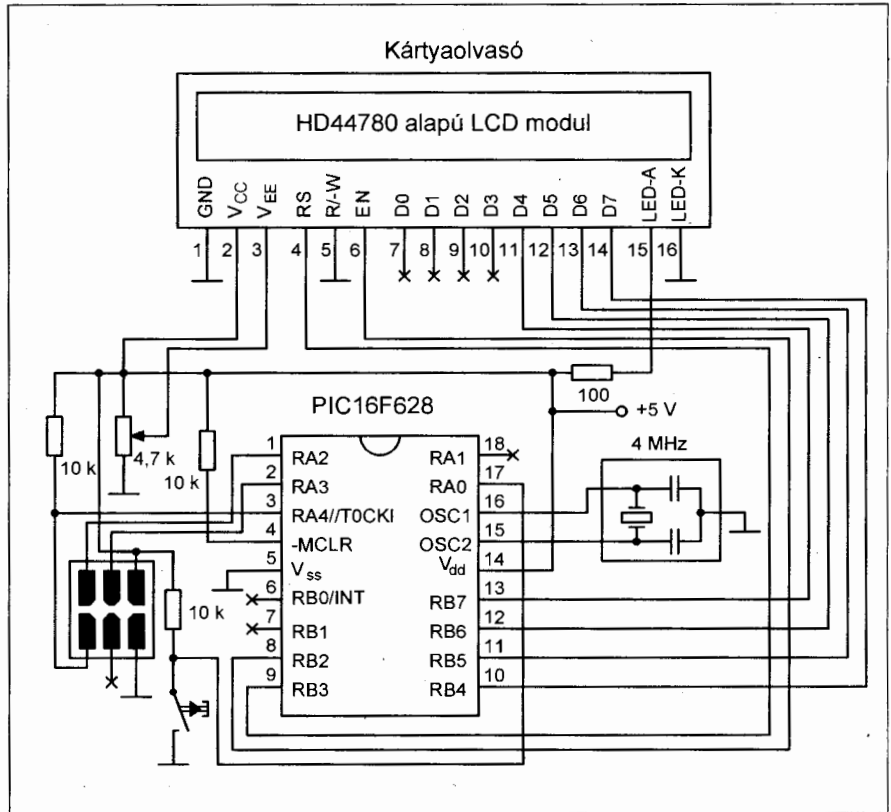 Kártyaolvasó
HD44780 alapú LCD modul
GND VCC VEE RS R/-W EN D0 D1 D2 D3 D4 D5 D6 D7 LED-A LED-K
1 2 3 4 5 6 7 8 9 10 11 12 13 14 15 16
100
+5 V
PIC16F628
4 MHz
10 k
4,7 k
10 k
1 RA2 RA1 18
2 RA3 RA0 17
3 RA4//T0CKI OSC1 16
4 -MCLR OSC2 15
5 Vss Vdd 14
6 RB0/INT RB7 13
7 RB1 RB6 12
8 RB2 RB5 11
9 RB3 RB4 10
10 k